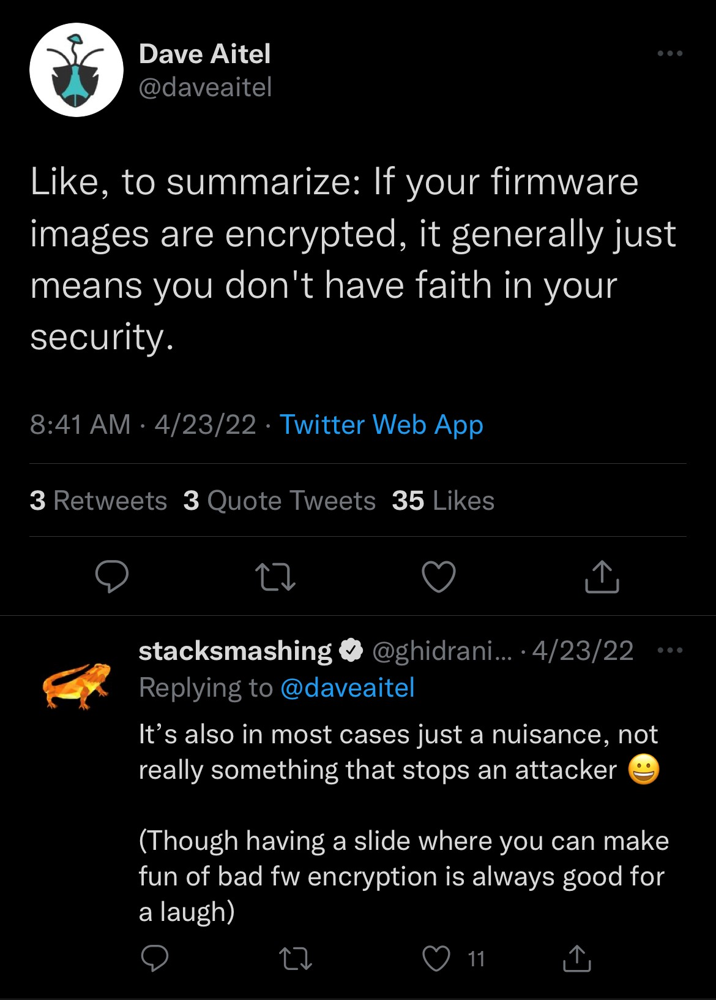 Dave Aitel
@daveaitel
Like, to summarize: If your firmware
images are encrypted, it generally just
means you don't have faith in your
security.
8:41 AM · 4/23/22 · Twitter Web App
3 Retweets 3 Quote Tweets 35 Likes
stacksmashing @ghidrani... · 4/23/22
Replying to @daveaitel
It’s also in most cases just a nuisance, not
really something that stops an attacker 😀
(Though having a slide where you can make
fun of bad fw encryption is always good for
a laugh)
11